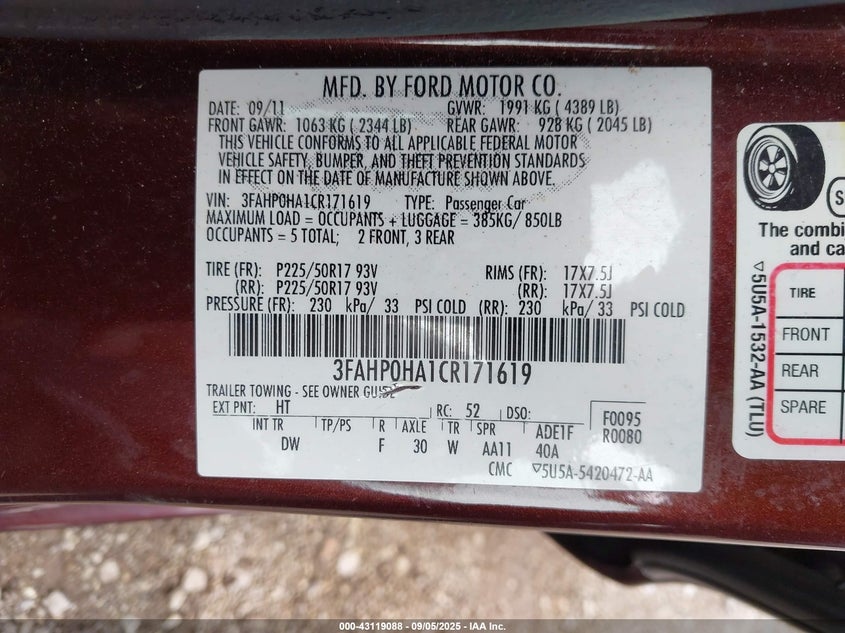 MFD. BY FORD MOTOR CO.
DATE: 09/11 GVWR: 1991 KG ( 4389 LB)
FRONT GAWR: 1063 KG ( 2344 LB) REAR GAWR: 928 KG ( 2045 LB)
THIS VEHICLE CONFORMS TO ALL APPLICABLE FEDERAL MOTOR
VEHICLE SAFETY, BUMPER, AND THEFT PREVENTION STANDARDS
IN EFFECT ON THE DATE OF MANUFACTURE SHOWN ABOVE.
VIN: 3FAHP0HA1CR171619 TYPE: Passenger Car
MAXIMUM LOAD = OCCUPANTS + LUGGAGE = 385KG/ 850LB
OCCUPANTS = 5 TOTAL; 2 FRONT, 3 REAR
TIRE (FR): P225/50R17 93V RIMS (FR): 17X7.5J
(RR): P225/50R17 93V (RR): 17X7.5J
PRESSURE (FR): 230 kPa/ 33 PSI COLD (RR): 230 kPa/ 33 PSI COLD
3FAHP0HA1CR171619
TRAILER TOWING - SEE OWNER
EXT PNT: HT RC: 52 DSO: F0095
INT TR TP/PS R AXLE TR SPR ADE1F R0080
DW F 30 W AA11 40A
CMC ▽5U5A-5420472-AA
The combi
and ca
TIRE
FRONT
REAR
SPARE
▽5U5A-1532-AA (TLU)
000-43119088 - 09/05/2025 - IAA Inc.